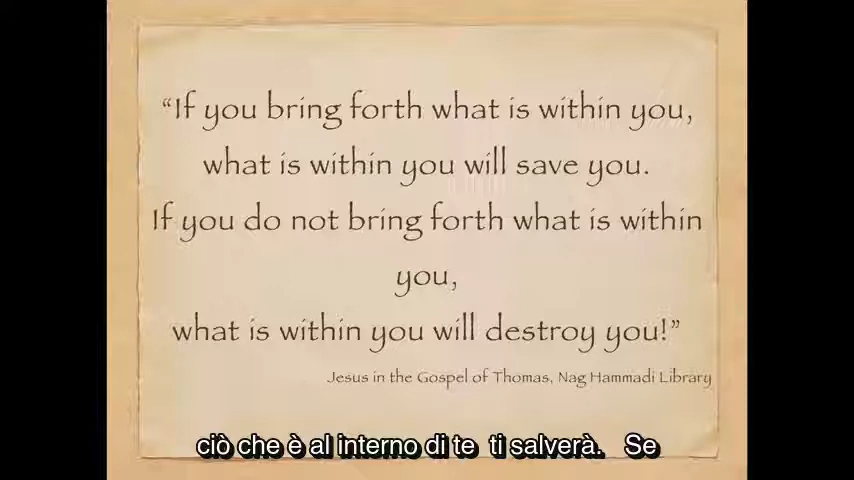 “If you bring forth what is within you,
what is within you will save you.
If you do not bring forth what is within
you,
what is within you will destroy you!”
Jesus in the Gospel of Thomas, Nag Hammadi Library
ciò che è al interno di te ti salverà. Se